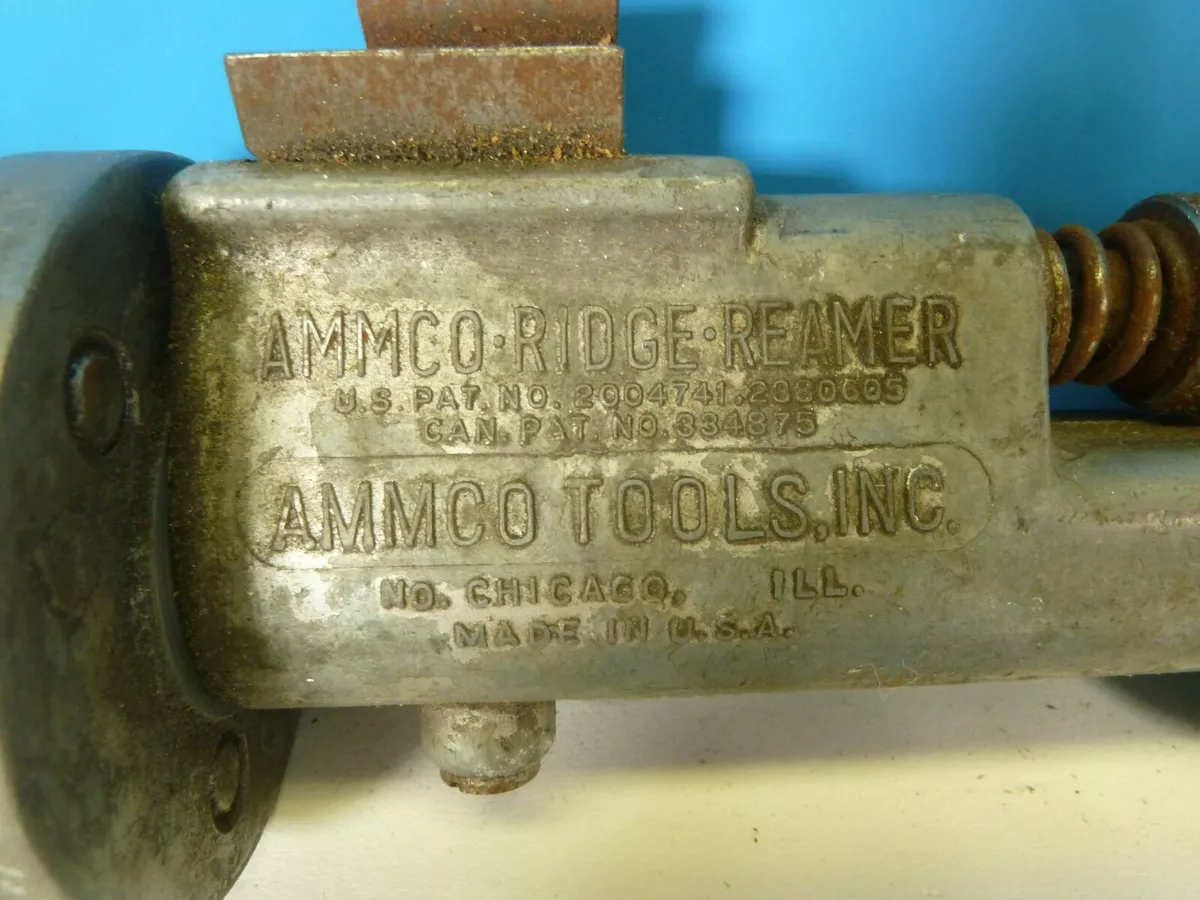 AMMCO·RIDGE·REAMER
U.S. PAT. NO. 2004741.2380605
CAN. PAT. NO. 334875
AMMCO TOOLS, INC.
NO. CHICAGO, ILL.
MADE IN U.S.A.